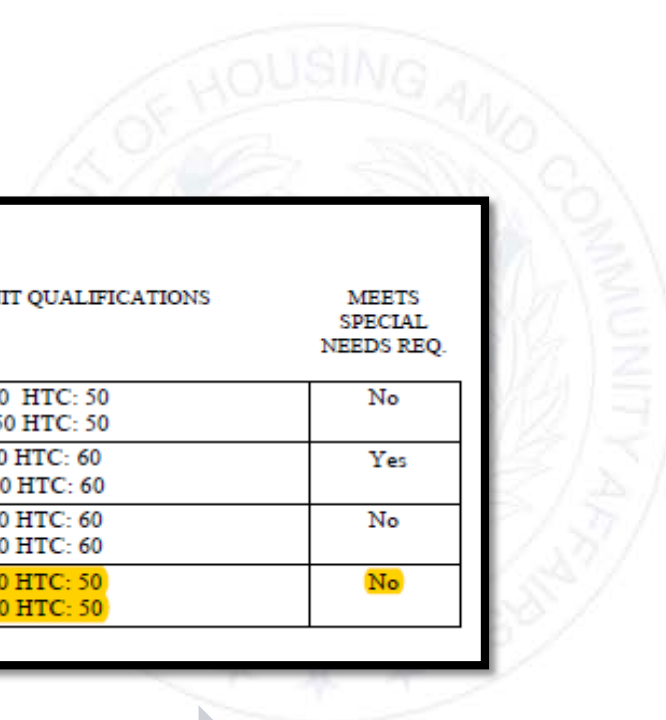 OF HOUSING AND COMMUNITY AFFAIRS
IT QUALIFICATIONS MEETS
SPECIAL
NEEDS REQ.
0 HTC: 50 No
50 HTC: 50
0 HTC: 60 Yes
0 HTC: 60
0 HTC: 60 No
0 HTC: 60
0 HTC: 50 No
0 HTC: 50